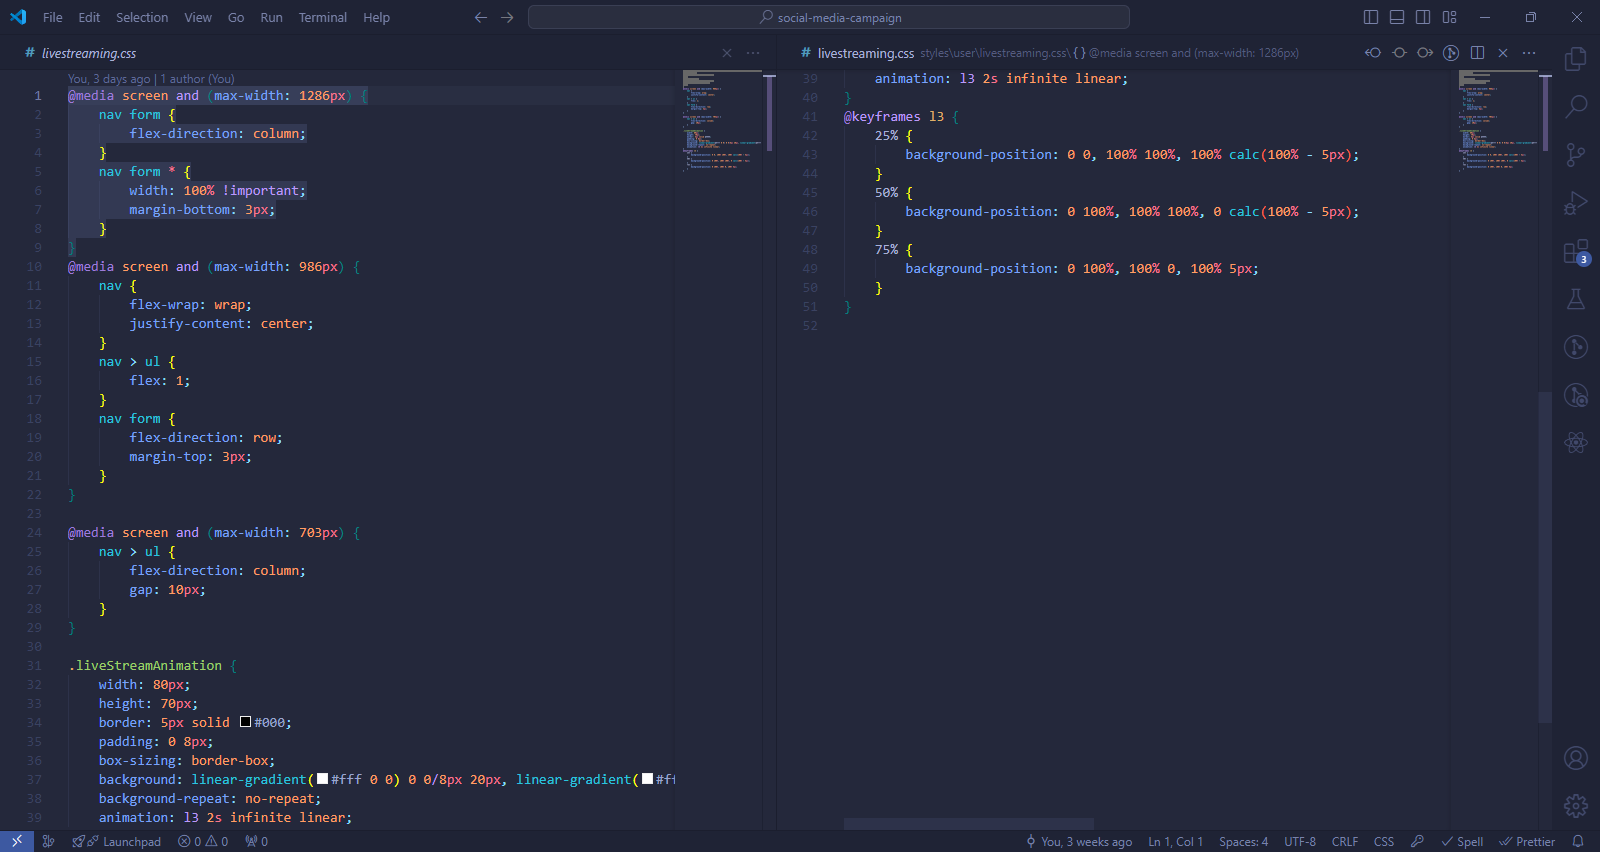 File Edit Selection View Go Run Terminal Help
social-media-campaign
# livestreaming.css
You, 3 days ago | 1 author (You)
1 @media screen and (max-width: 1286px) {
2 nav form {
3 flex-direction: column;
4 }
5 nav form * {
6 width: 100% !important;
7 margin-bottom: 3px;
8 }
9 }
10 @media screen and (max-width: 986px) {
11 nav {
12 flex-wrap: wrap;
13 justify-content: center;
14 }
15 nav > ul {
16 flex: 1;
17 }
18 nav form {
19 flex-direction: row;
20 margin-top: 3px;
21 }
22 }
23
24 @media screen and (max-width: 703px) {
25 nav > ul {
26 flex-direction: column;
27 gap: 10px;
28 }
29 }
30
31 .liveStreamAnimation {
32 width: 80px;
33 height: 70px;
34 border: 5px solid #000;
35 padding: 0 8px;
36 box-sizing: border-box;
37 background: linear-gradient(#fff 0 0) 0 0/8px 20px, linear-gradient(#ff
38 background-repeat: no-repeat;
39 animation: l3 2s infinite linear;
# livestreaming.css styles\user\livestreaming.css\{ } @media screen and (max-width: 1286px)
39 animation: l3 2s infinite linear;
40 }
41 @keyframes l3 {
42 25% {
43 background-position: 0 0, 100% 100%, 100% calc(100% - 5px);
44 }
45 50% {
46 background-position: 0 100%, 100% 100%, 0 calc(100% - 5px);
47 }
48 75% {
49 background-position: 0 100%, 100% 0, 100% 5px;
50 }
51 }
52
3
Launchpad 0 0 0
You, 3 weeks ago Ln 1, Col 1 Spaces: 4 UTF-8 CRLF CSS Spell Prettier